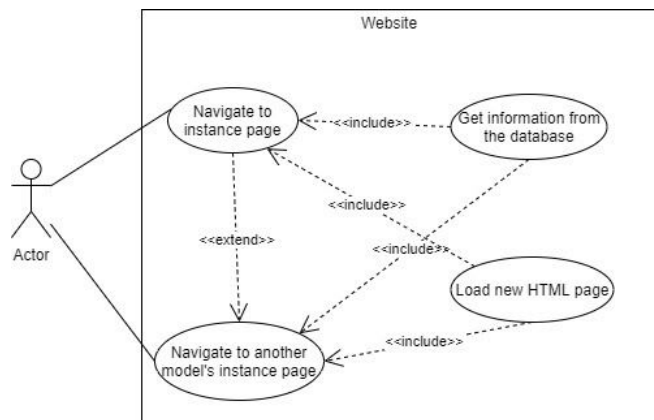 Website
Navigate to
instance page
<<include>>
Get information from
the database
<<include>>
Actor
<<extend>>
<<include>>
Load new HTML page
<<include>>
Navigate to another
model's instance page